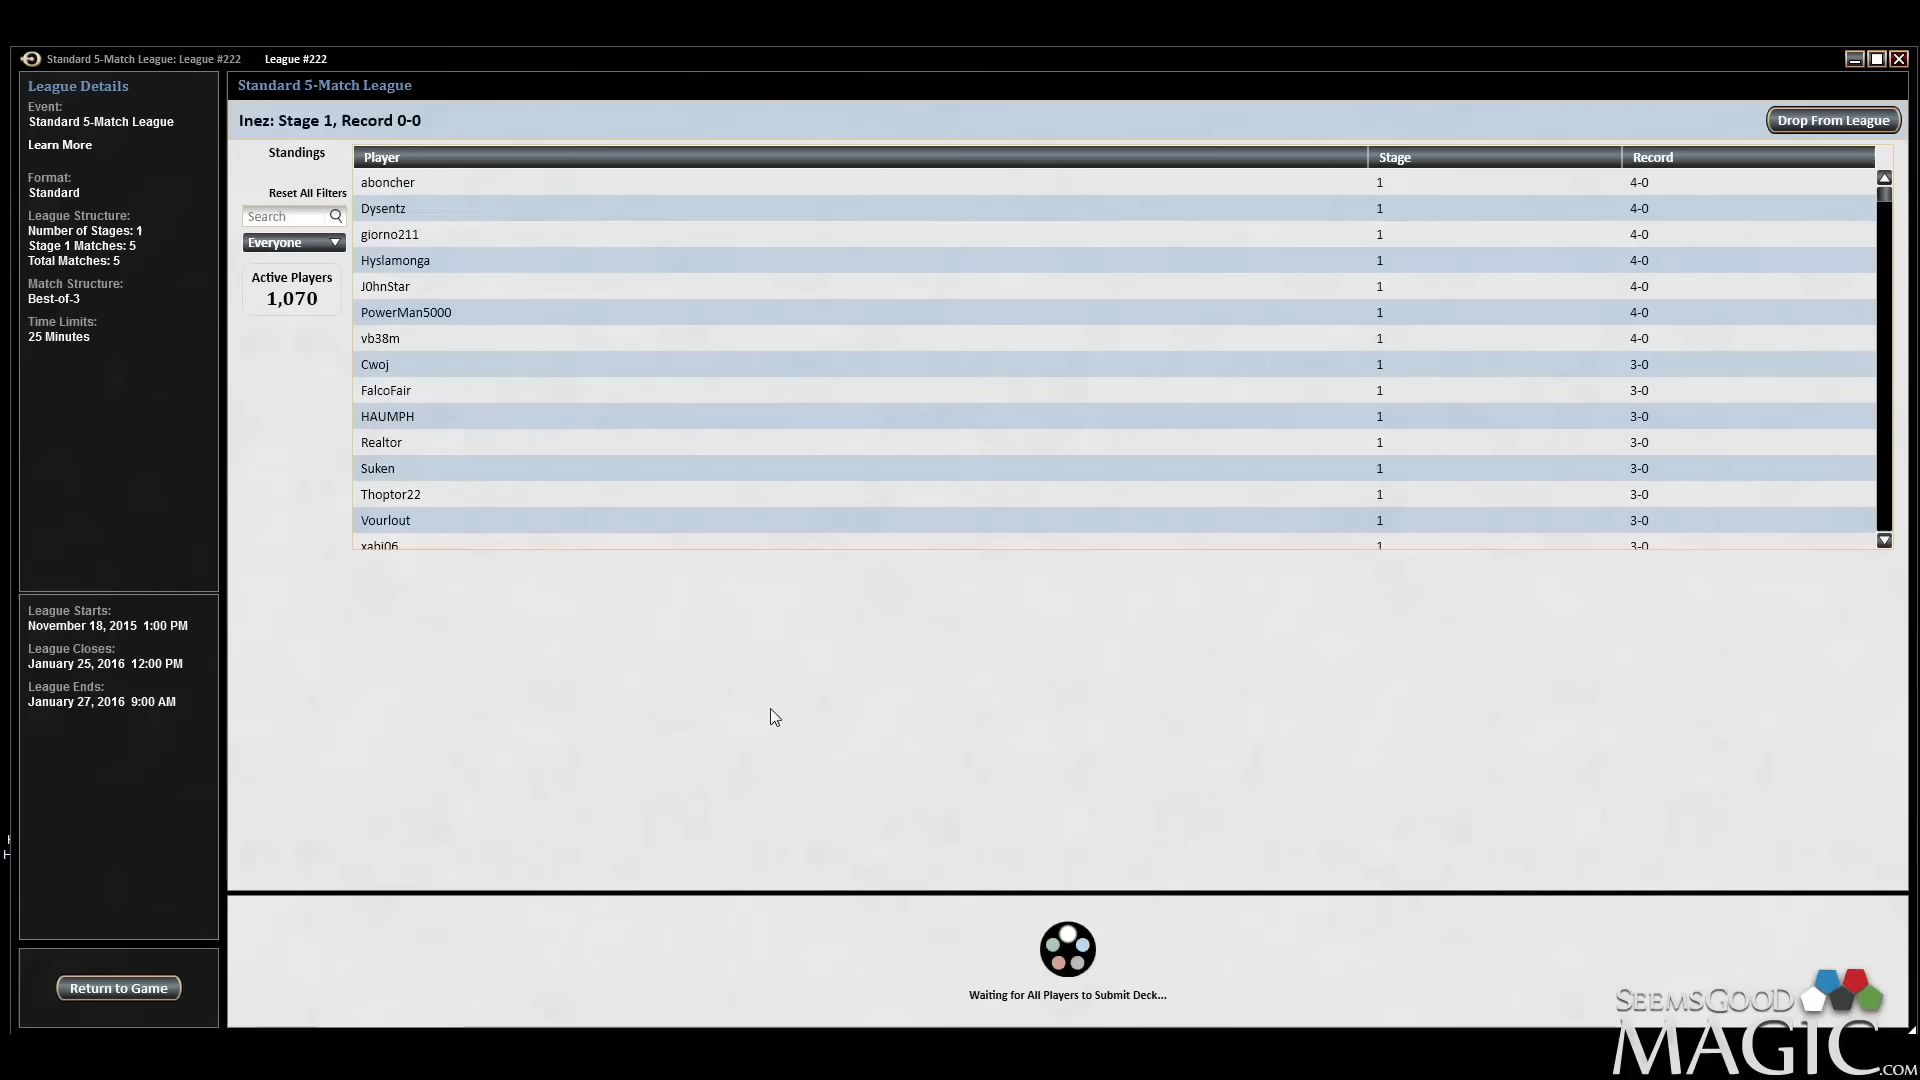 Standard 5-Match League: League #222
League #222
League Details
Event:
Standard 5-Match League
Learn More
Format:
Standard
League Structure:
Number of Stages: 1
Stage 1 Matches: 5
Total Matches: 5
Match Structure:
Best-of-3
Time Limits:
25 Minutes
League Starts:
November 18, 2015 1:00 PM
League Closes:
January 25, 2016 12:00 PM
League Ends:
January 27, 2016 9:00 AM
Return to Game
Standard 5-Match League
Inez: Stage 1, Record 0-0
Drop From League
Standings
Reset All Filters
Search
Everyone
Active Players
1,070
Player Stage Record
aboncher 1 4-0
Dysentz 1 4-0
giorno211 1 4-0
Hyslamonga 1 4-0
J0hnStar 1 4-0
PowerMan5000 1 4-0
vb38m 1 4-0
Cwoj 1 3-0
FalcoFair 1 3-0
HAUMPH 1 3-0
Realtor 1 3-0
Suken 1 3-0
Thoptor22 1 3-0
Vourlout 1 3-0
xabi06 1 3-0
Waiting for All Players to Submit Deck...
SEEMSGOOD
MAGIC.COM